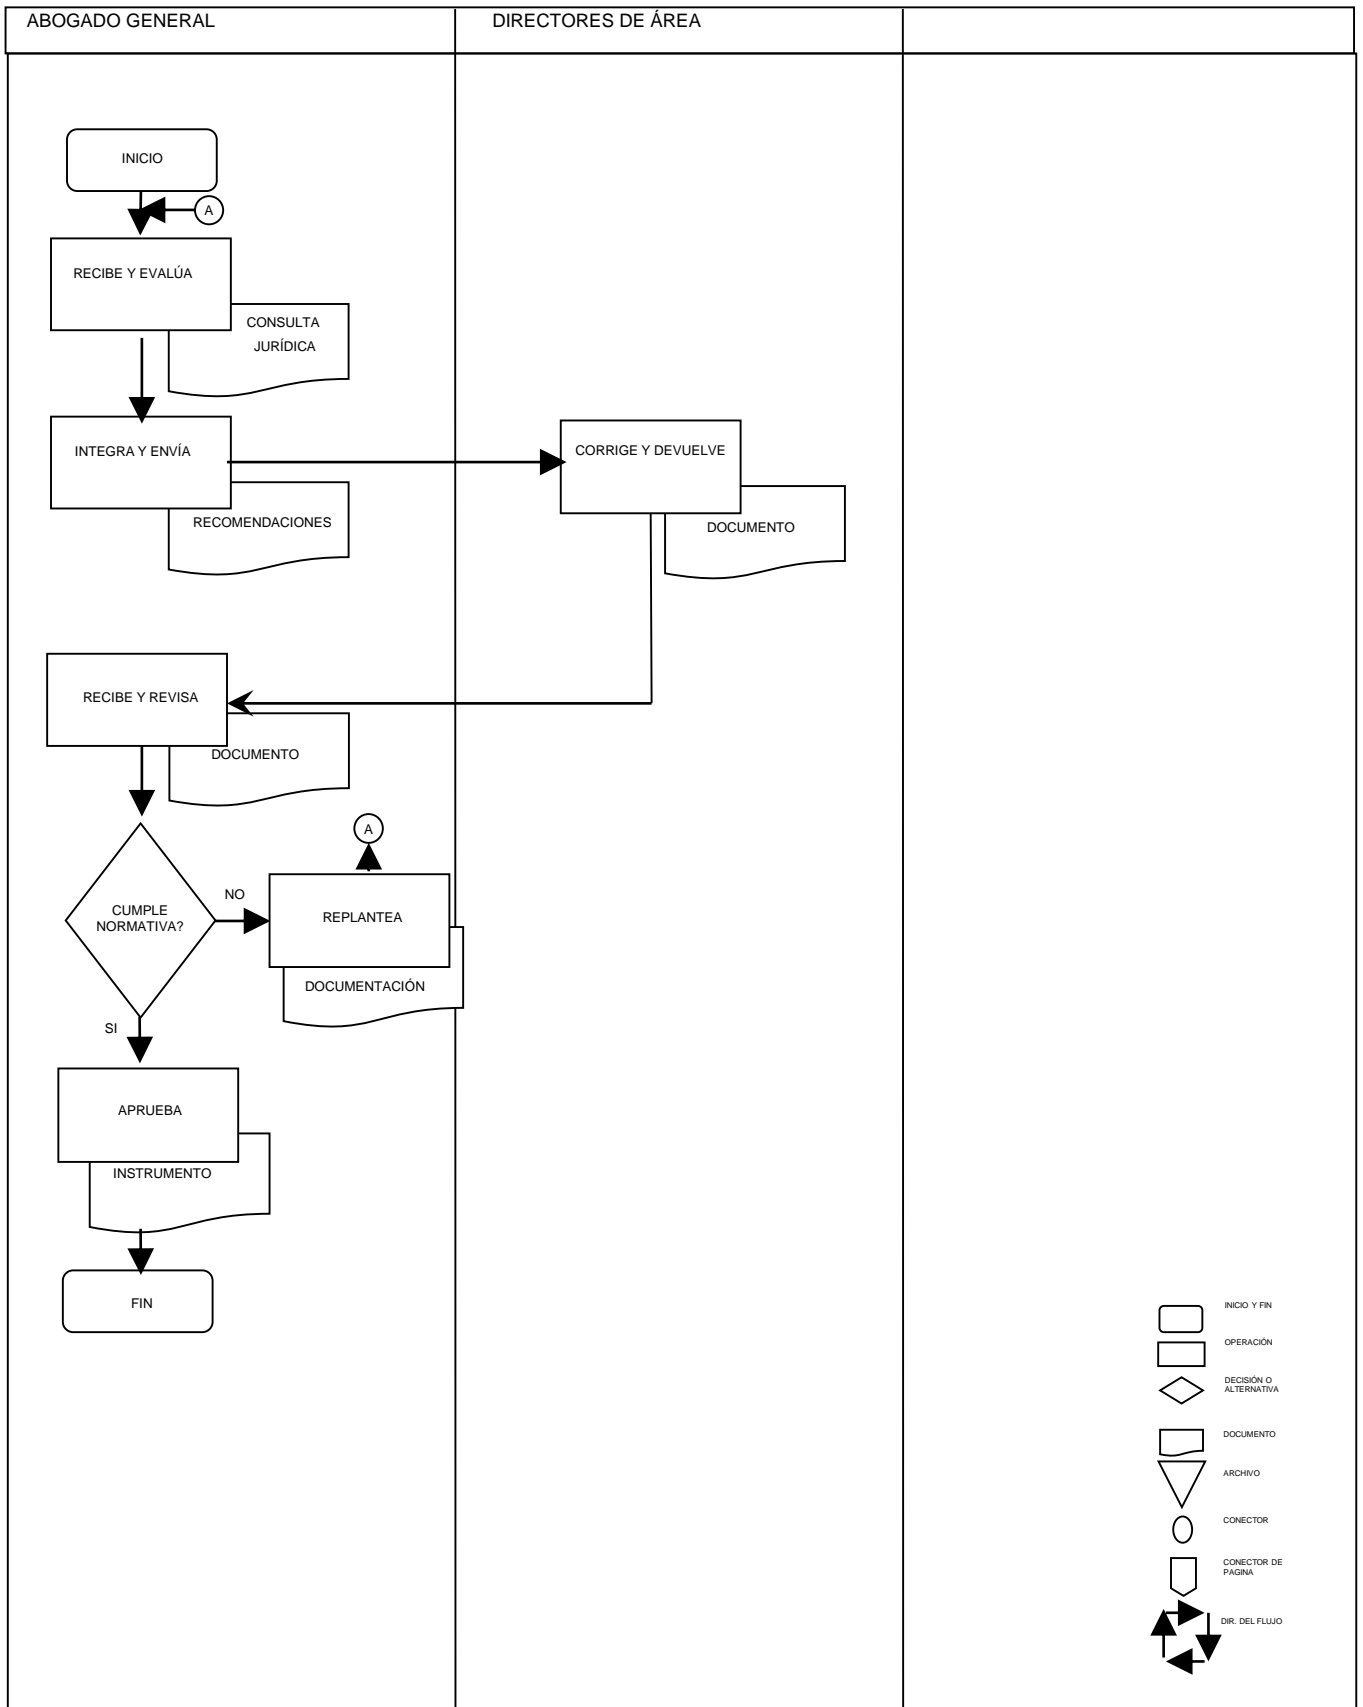 ABOGADO GENERAL
DIRECTORES DE ÁREA
INICIO
A
RECIBE Y EVALÚA
CONSULTA
JURÍDICA
INTEGRA Y ENVÍA
RECOMENDACIONES
CORRIGE Y DEVUELVE
DOCUMENTO
RECIBE Y REVISA
DOCUMENTO
CUMPLE
NORMATIVA?
NO
A
REPLANTEA
DOCUMENTACIÓN
SI
APRUEBA
INSTRUMENTO
FIN
INICIO Y FIN
OPERACIÓN
DECISIÓN O
ALTERNATIVA
DOCUMENTO
ARCHIVO
CONECTOR
CONECTOR DE
PAGINA
DIR. DEL FLUJO